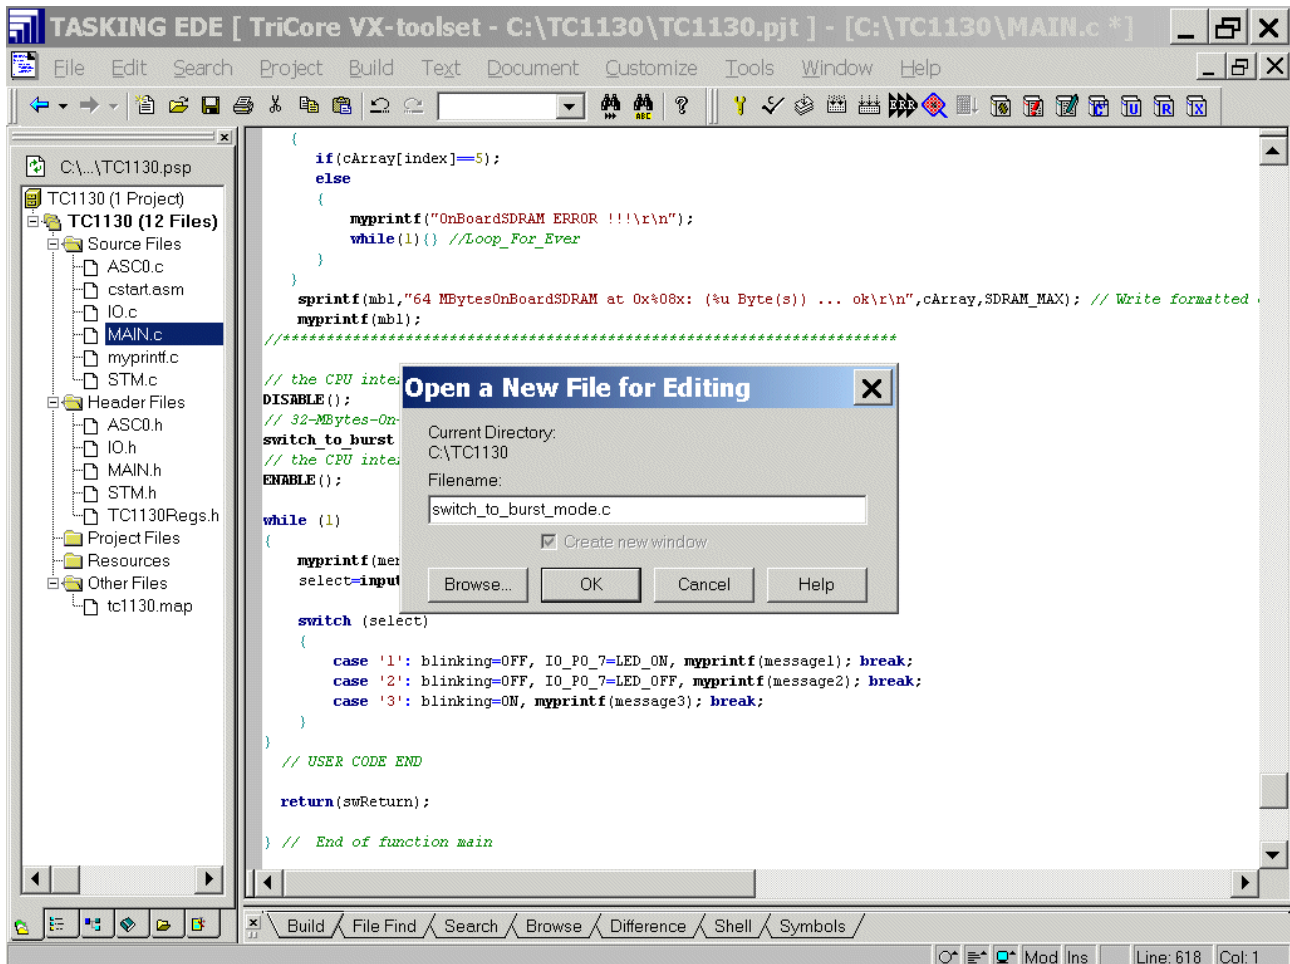 TASKING EDE [ TriCore VX-toolset - C:\TC1130\TC1130.pjt ] - [C:\TC1130\MAIN.c *]
File Edit Search Project Build Text Document Customize Tools Window Help
C:\...\TC1130.psp
TC1130 (1 Project)
TC1130 (12 Files)
Source Files
ASC0.c
cstart.asm
IO.c
MAIN.c
myprintf.c
STM.c
Header Files
ASC0.h
IO.h
MAIN.h
STM.h
TC1130Regs.h
Project Files
Resources
Other Files
tc1130.map
{
if(cArray[index]==5);
else
{
myprintf("OnBoardSDRAM ERROR !!!\r\n");
while(1){} //Loop_For_Ever
}
}
sprintf(mbl,"64 MBytesOnBoardSDRAM at 0x%08x: (%u Byte(s)) ... ok\r\n",cArray,SDRAM_MAX); // Write formatted
myprintf(mbl);
//**********************************************************************
// the CPU inte
DISABLE();
// 32-MBytes-On-
switch_to_burst
// the CPU inte
ENABLE();
while (1)
{
myprintf(me
select=input
switch (select)
{
case '1': blinking=OFF, IO_P0_7=LED_ON, myprintf(message1); break;
case '2': blinking=OFF, IO_P0_7=LED_OFF, myprintf(message2); break;
case '3': blinking=ON, myprintf(message3); break;
}
}
// USER CODE END
return(swReturn);
} // End of function main
Open a New File for Editing
Current Directory:
C:\TC1130
Filename:
switch_to_burst_mode.c
Create new window
Browse... OK Cancel Help
Build File Find Search Browse Difference Shell Symbols
Mod Ins Line: 618 Col: 1